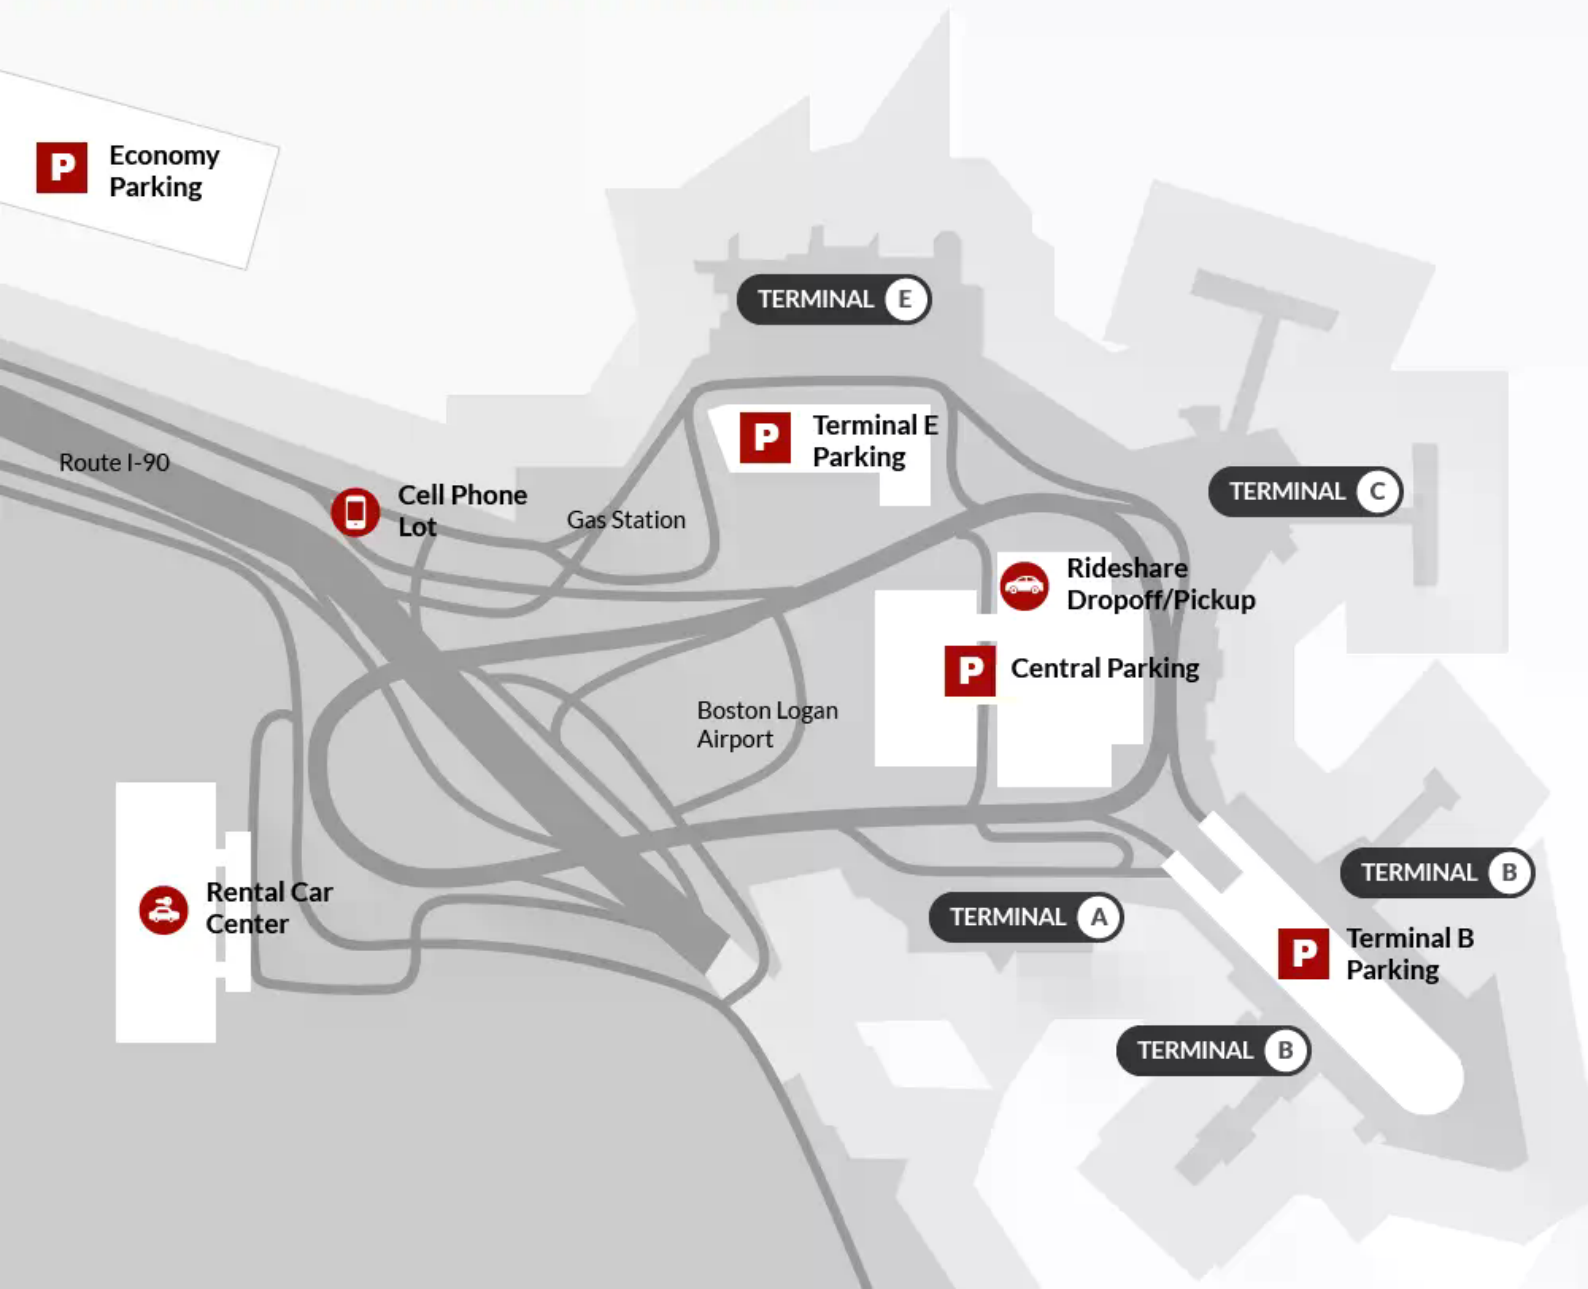 P
Economy
Parking
TERMINAL E
P
Terminal E
Parking
Route I-90
Cell Phone
Lot
Gas Station
TERMINAL C
Rideshare
Dropoff/Pickup
P
Central Parking
Boston Logan
Airport
Rental Car
Center
TERMINAL B
TERMINAL A
P
Terminal B
Parking
TERMINAL B